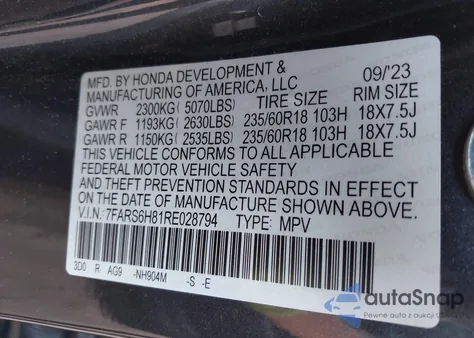 MFD. BY HONDA DEVELOPMENT & 09/'23
MANUFACTURING OF AMERICA, LLC
GVWR 2300KG( 5070LBS) TIRE SIZE RIM SIZE
GAWR F 1193KG( 2630LBS) 235/60R18 103H 18X7.5J
GAWR R 1150KG( 2535LBS) 235/60R18 103H 18X7.5J
THIS VEHICLE CONFORMS TO ALL APPLICABLE
FEDERAL MOTOR VEHICLE SAFETY
AND THEFT PREVENTION STANDARDS IN EFFECT
ON THE DATE OF MANUFACTURE SHOWN ABOVE.
V.I.N: 7FARS6H81RE028794 TYPE: MPV
3D0 R AG9 -NH904M -S -E
autoSnap
Pewne auta z aukcji